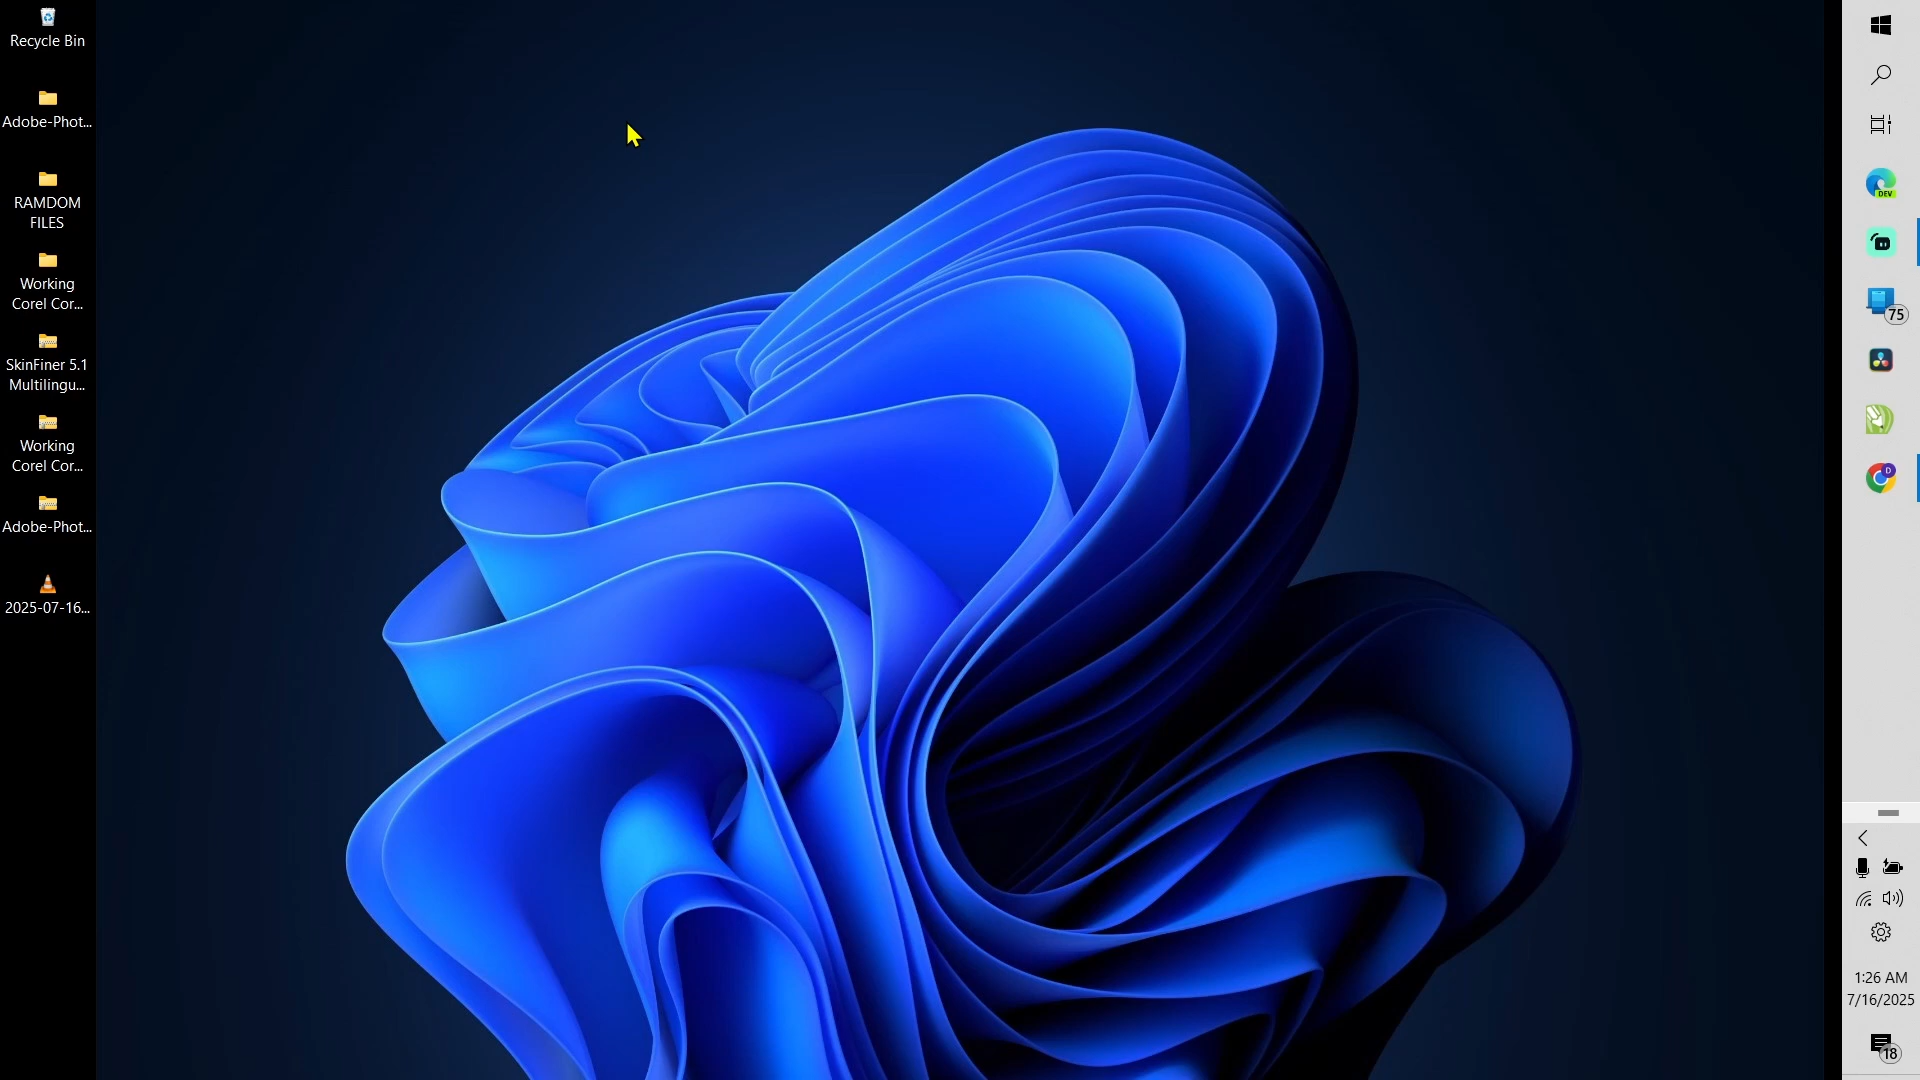 Recycle Bin
Adobe-Phot...
RAMDOM
FILES
Working
Corel Cor...
SkinFiner 5.1
Multilingu...
Working
Corel Cor...
Adobe-Phot...
2025-07-16...
DEV
75
D
1:26 AM
7/16/2025
18